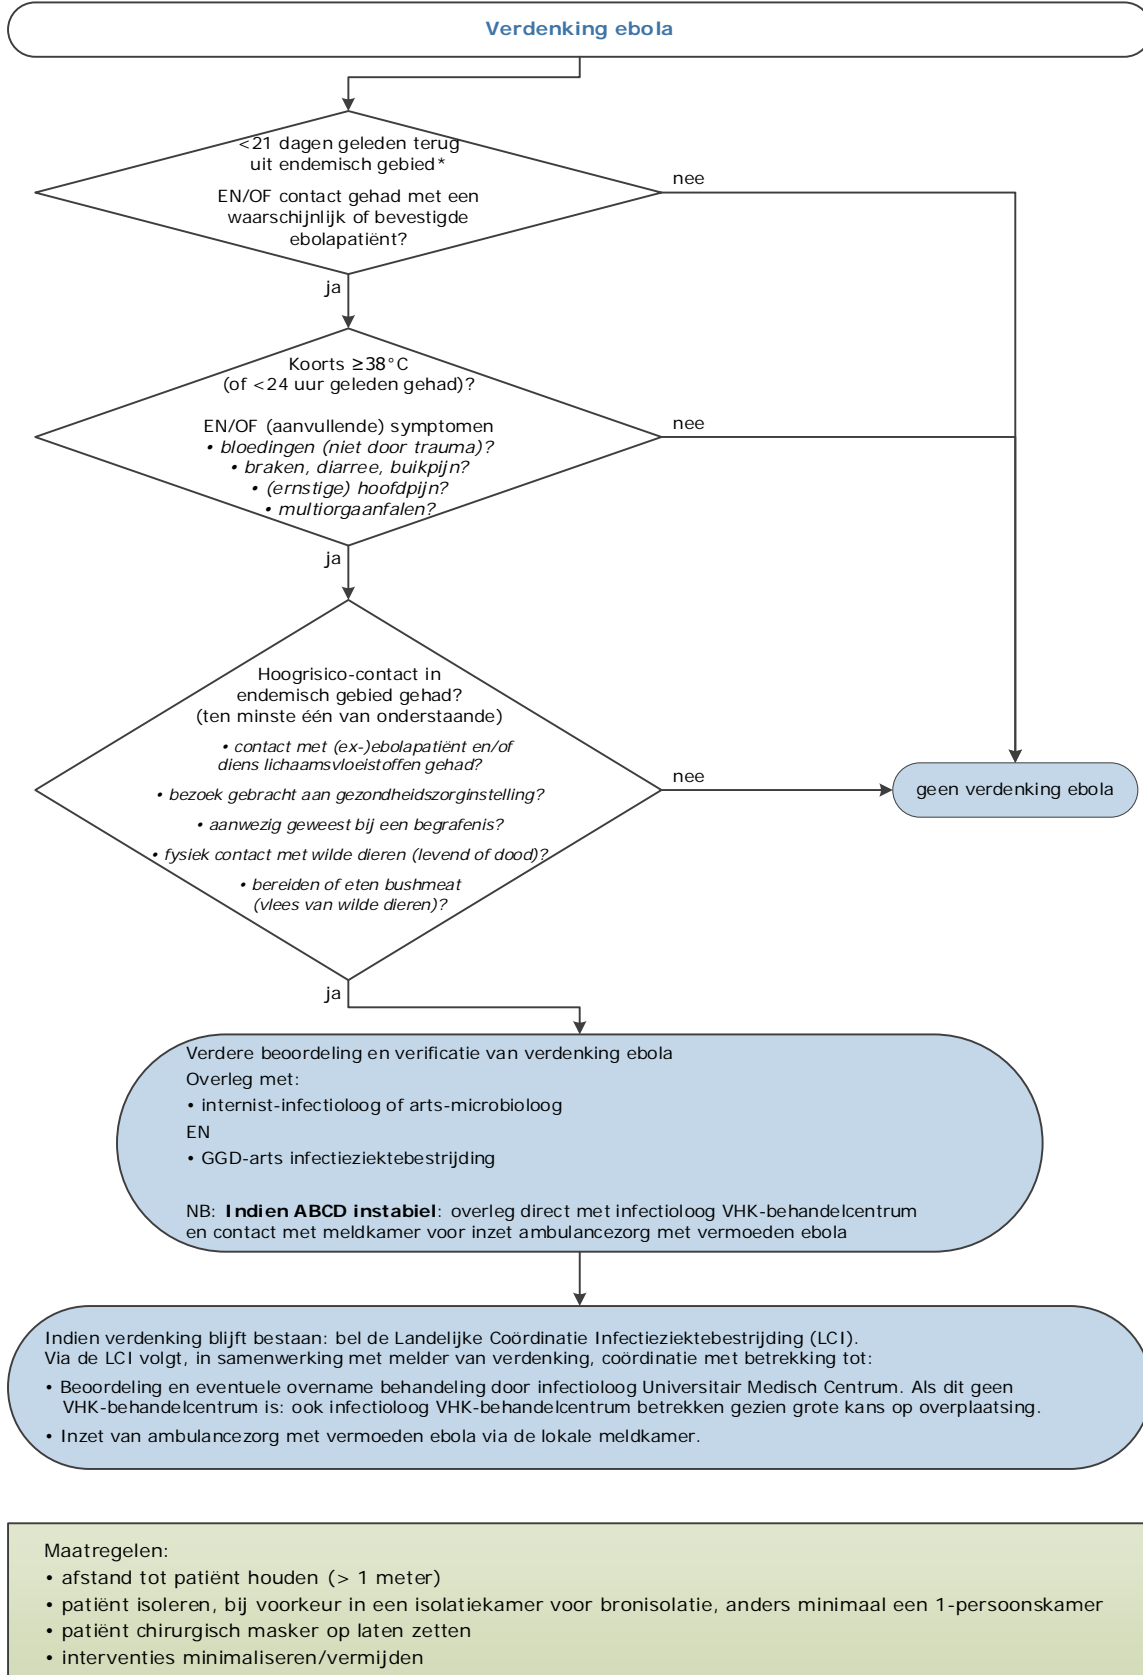 Verdenking ebola
<21 dagen geleden terug
uit endemisch gebied*
EN/OF contact gehad met een
waarschijnlijk of bevestigde
ebolapatiënt?
nee
ja
Koorts ≥38°C
(of <24 uur geleden gehad)?
EN/OF (aanvullende) symptomen
• bloedingen (niet door trauma)?
• braken, diarree, buikpijn?
• (ernstige) hoofdpijn?
• multiorgaanfalen?
nee
ja
Hoogrisico-contact in
endemisch gebied gehad?
(ten minste één van onderstaande)
• contact met (ex-)ebolapatiënt en/of
diens lichaamsvloeistoffen gehad?
• bezoek gebracht aan gezondheidszorginstelling?
• aanwezig geweest bij een begrafenis?
• fysiek contact met wilde dieren (levend of dood)?
• bereiden of eten bushmeat
(vlees van wilde dieren)?
nee
geen verdenking ebola
ja
Verdere beoordeling en verificatie van verdenking ebola
Overleg met:
• internist-infectioloog of arts-microbioloog
EN
• GGD-arts infectieziektebestrijding
NB: Indien ABCD instabiel: overleg direct met infectioloog VHK-behandelcentrum
en contact met meldkamer voor inzet ambulancezorg met vermoeden ebola
Indien verdenking blijft bestaan: bel de Landelijke Coördinatie Infectieziektebestrijding (LCI).
Via de LCI volgt, in samenwerking met melder van verdenking, coördinatie met betrekking tot:
• Beoordeling en eventuele overname behandeling door infectioloog Universitair Medisch Centrum. Als dit geen
VHK-behandelcentrum is: ook infectioloog VHK-behandelcentrum betrekken gezien grote kans op overplaatsing.
• Inzet van ambulancezorg met vermoeden ebola via de lokale meldkamer.
Maatregelen:
• afstand tot patiënt houden (> 1 meter)
• patiënt isoleren, bij voorkeur in een isolatiekamer voor bronisolatie, anders minimaal een 1-persoonskamer
• patiënt chirurgisch masker op laten zetten
• interventies minimaliseren/vermijden